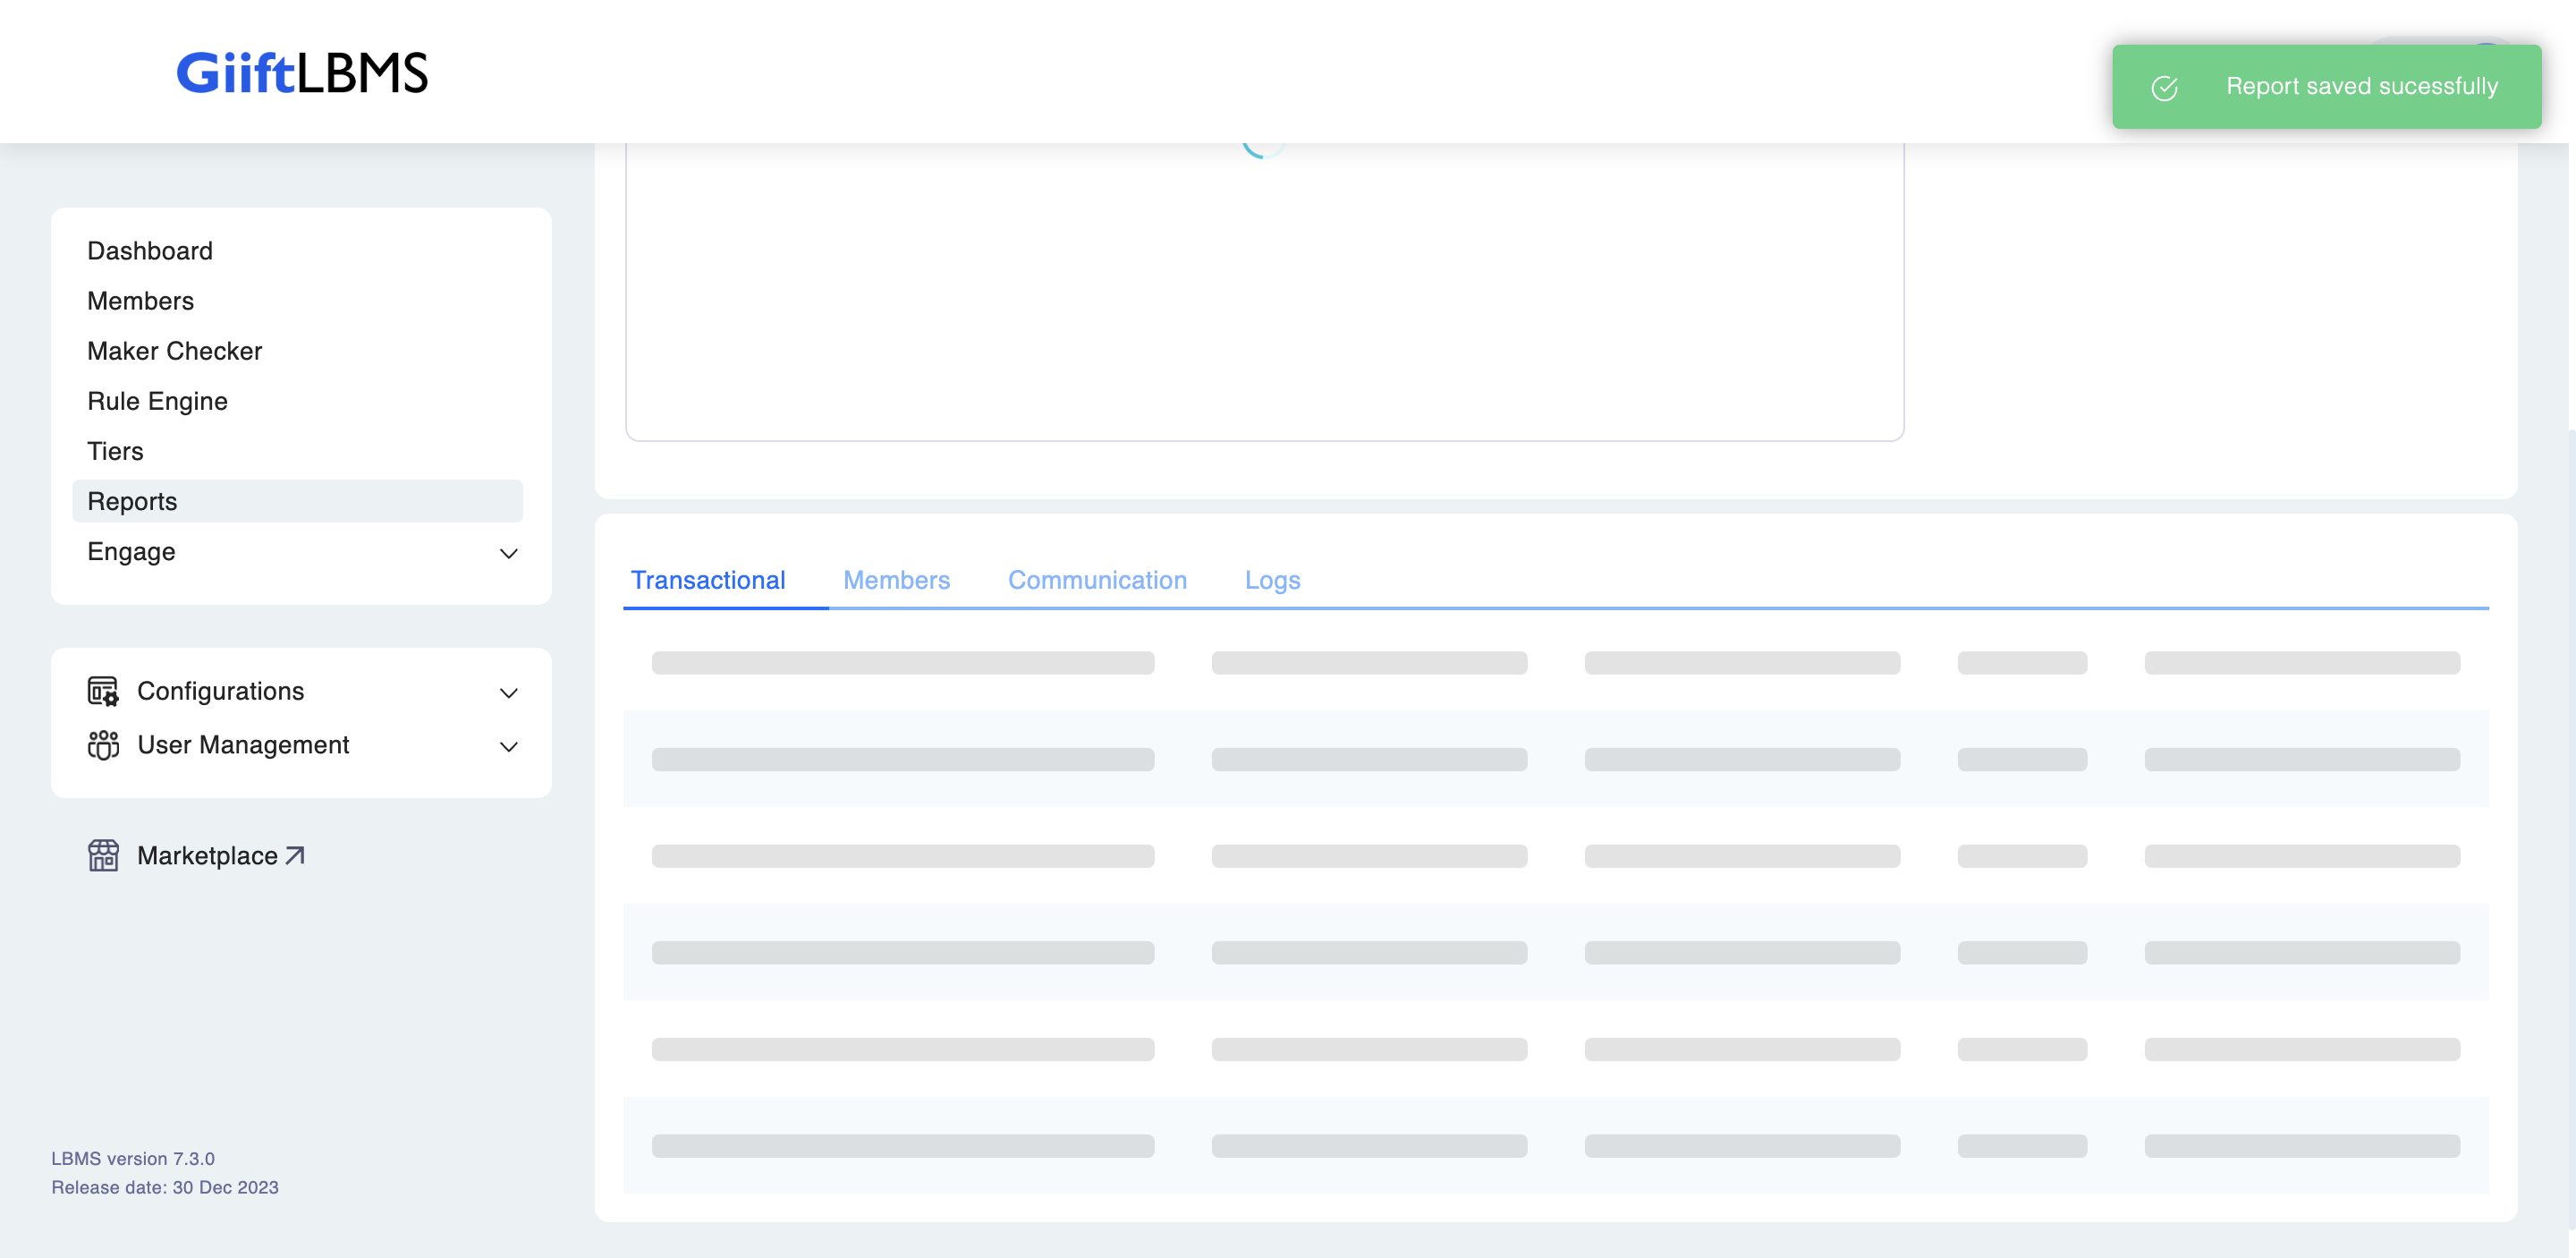 GiiftLBMS
Report saved sucessfully
Dashboard
Members
Maker Checker
Rule Engine
Tiers
Reports
Engage
Configurations
User Management
Marketplace
LBMS version 7.3.0
Release date: 30 Dec 2023
Transactional Members Communication Logs